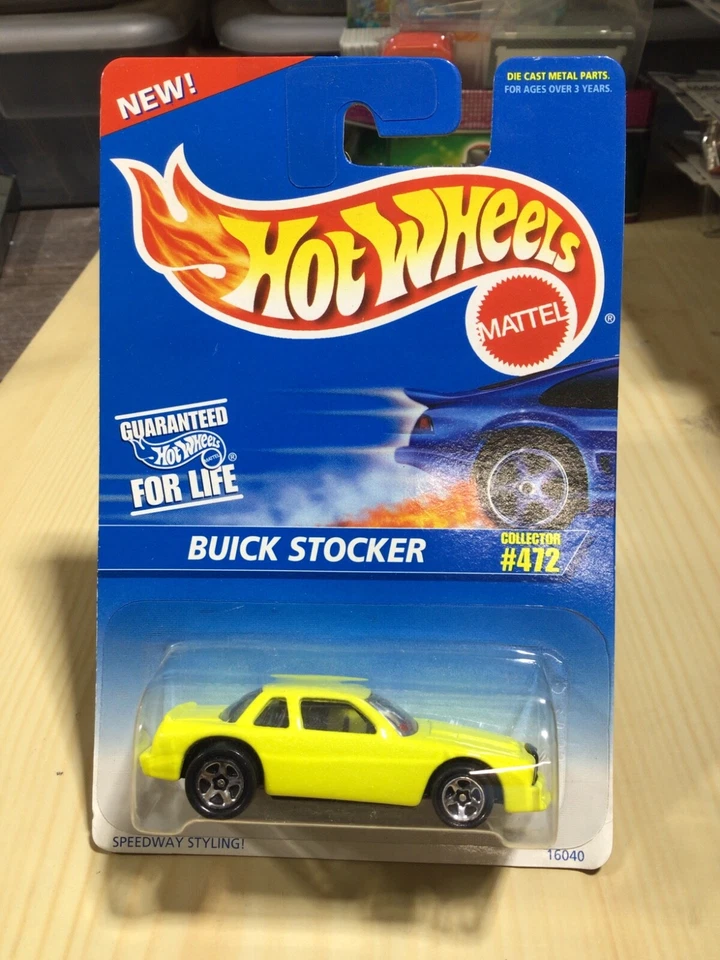 NEW!
DIE CAST METAL PARTS.
FOR AGES OVER 3 YEARS.
HOT WHEELS
MATTEL
®
GUARANTEED
HOT WHEELS
MATTEL
®
FOR LIFE
BUICK STOCKER
COLLECTOR
#472
SPEEDWAY STYLING!
16040